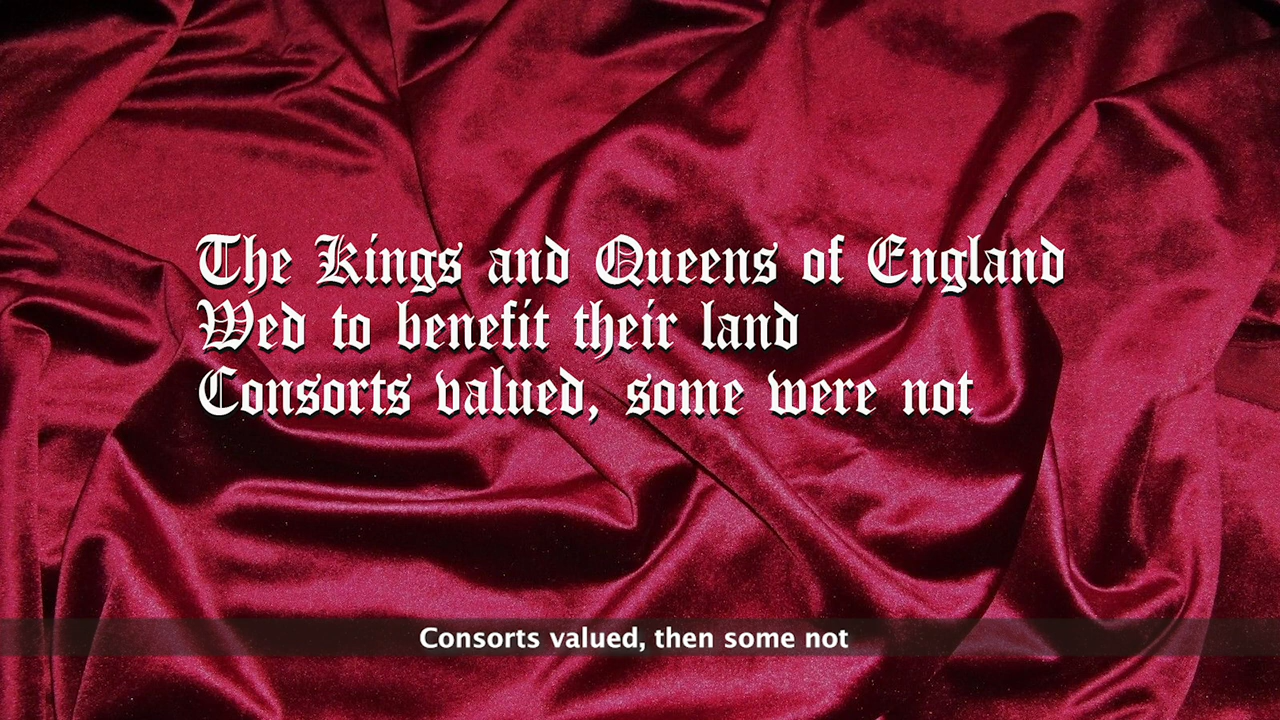 The Kings and Queens of England
Wed to benefit their land
Consorts valued, some were not
Consorts valued, then some not